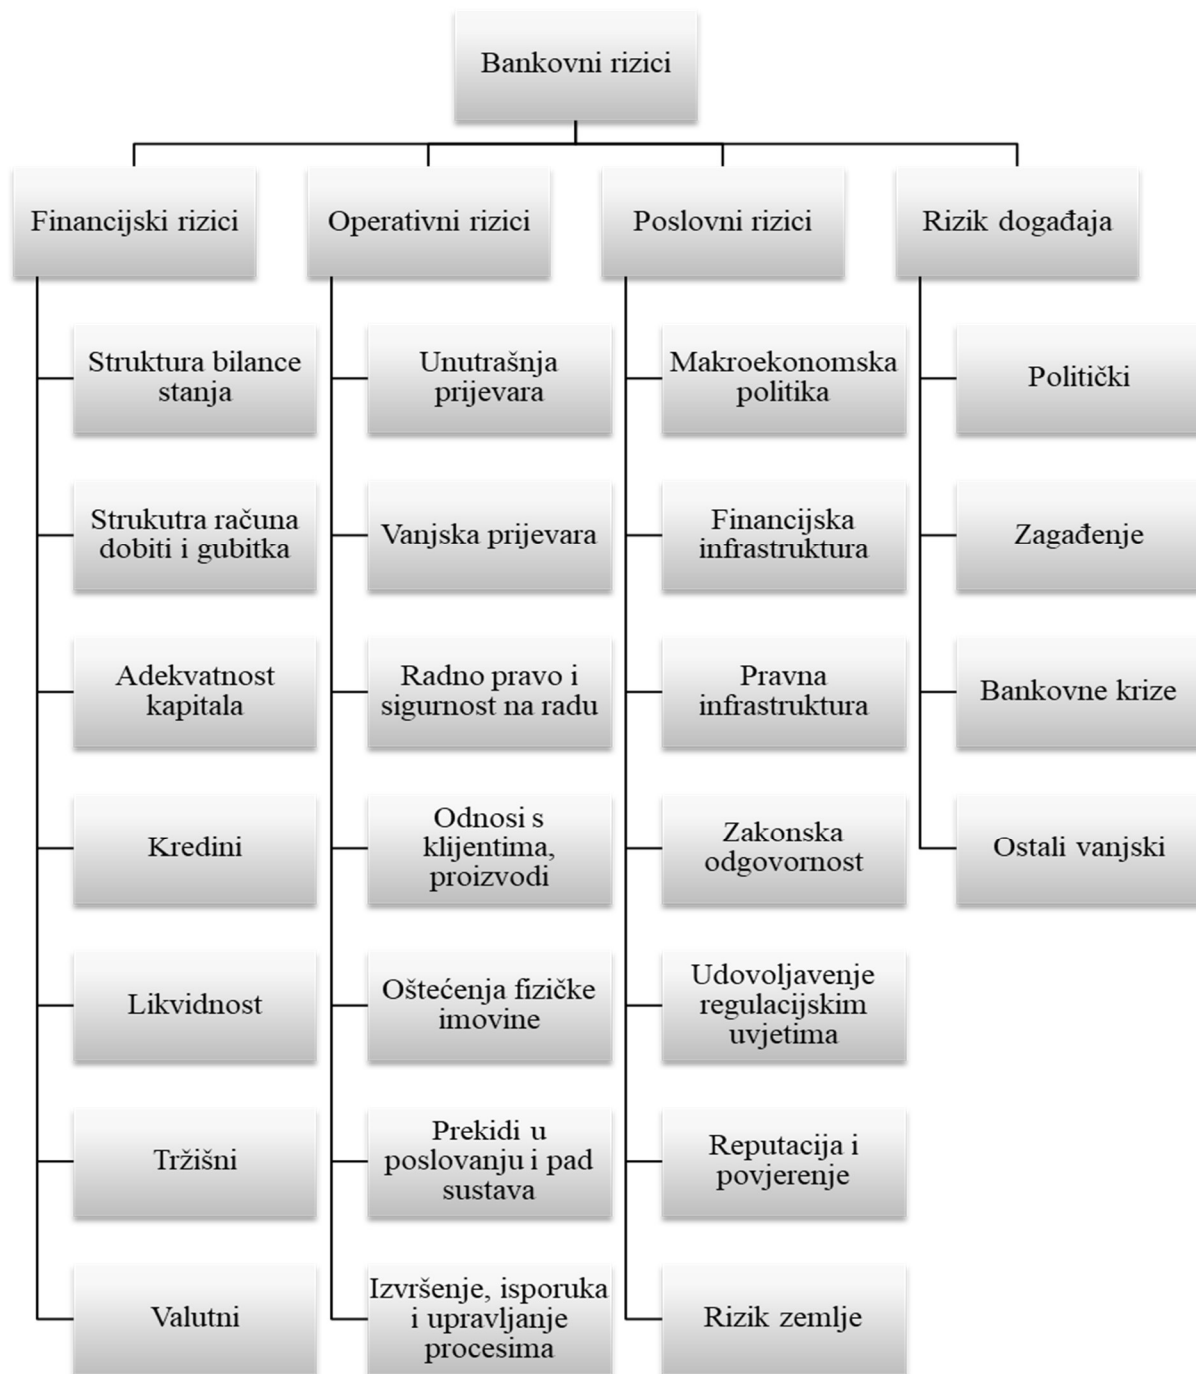 Bankovni rizici
Financijski rizici
Operativni rizici
Poslovni rizici
Rizik događaja
Struktura bilance
stanja
Strukutra računa
dobiti i gubitka
Adekvatnost
kapitala
Kredini
Likvidnost
Tržišni
Valutni
Unutrašnja
prijevara
Vanjska prijevara
Radno pravo i
sigurnost na radu
Odnosi s
klijentima,
proizvodi
Oštećenja fizičke
imovine
Prekidi u
poslovanju i pad
sustava
Izvršenje, isporuka
i upravljanje
procesima
Makroekonomska
politika
Financijska
infrastruktura
Pravna
infrastruktura
Zakonska
odgovornost
Udovoljavenje
regulacijskim
uvjetima
Reputacija i
povjerenje
Rizik zemlje
Politički
Zagađenje
Bankovne krize
Ostali vanjski